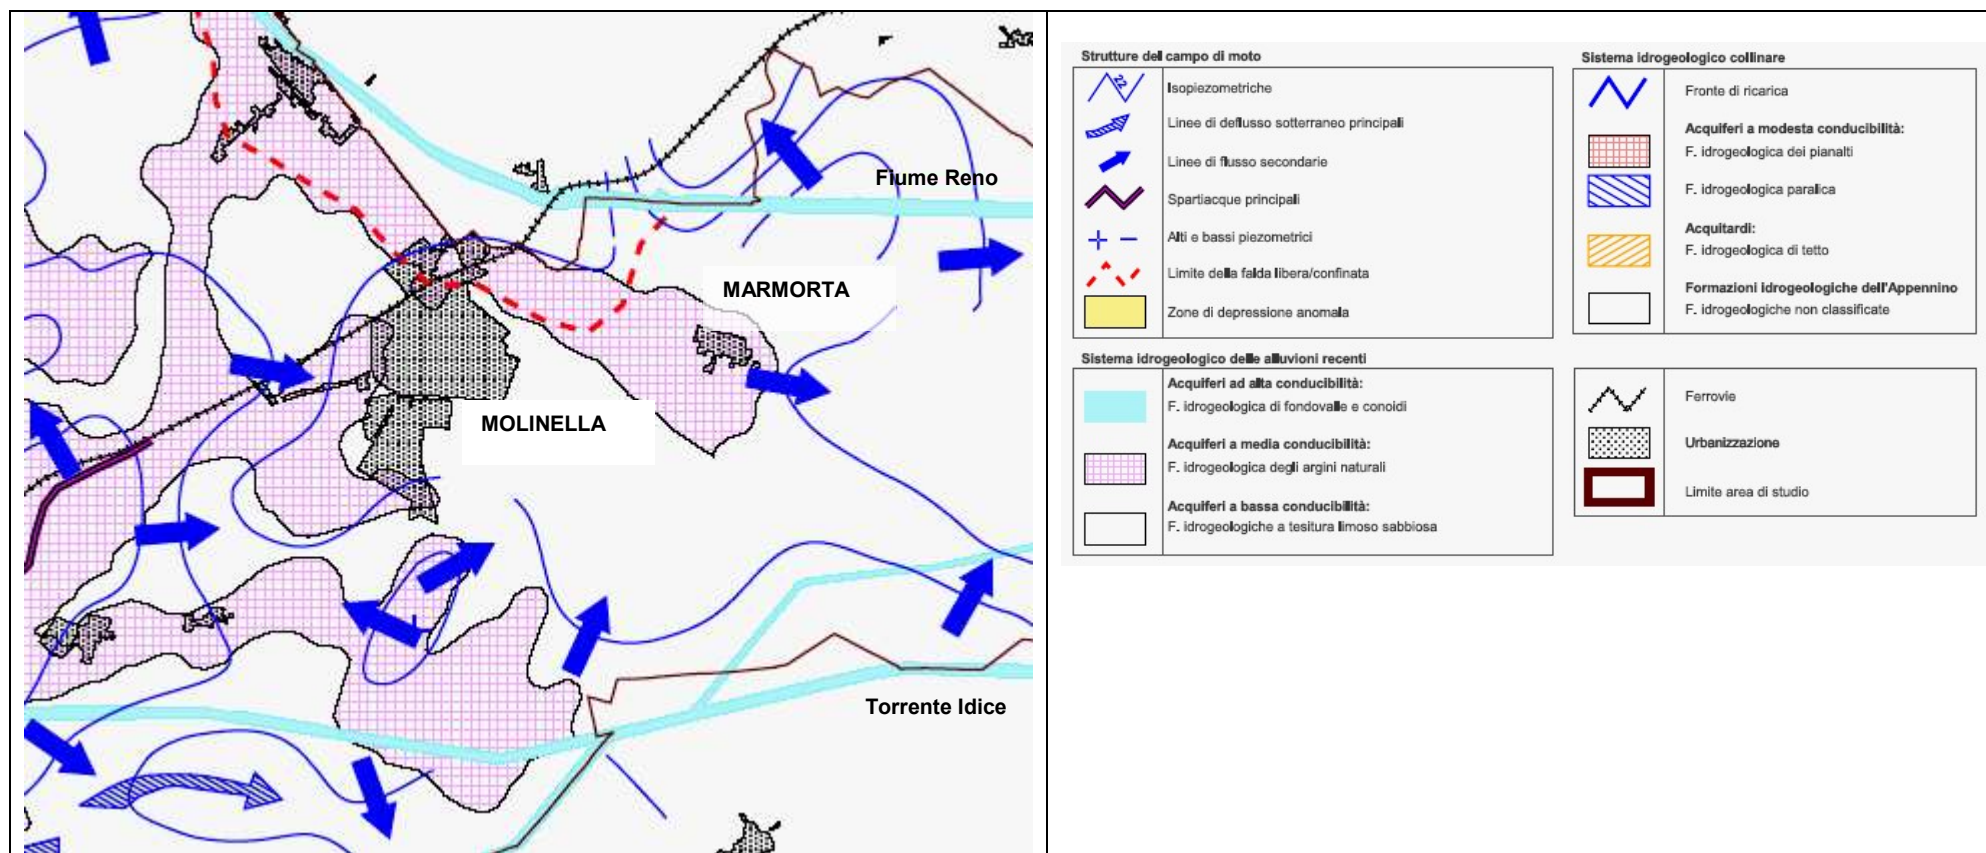 Fiume Reno
MARMORTA
MOLINELLA
Torrente Idice
Strutture del campo di moto
22
Isopiezometriche
Linee di deflusso sotterraneo principali
Linee di flusso secondarie
Spartiacque principali
Alti e bassi piezometrici
Limite della falda libera/confinata
Zone di depressione anomala
Sistema idrogeologico delle alluvioni recenti
Acquiferi ad alta conducibilità:
F. idrogeologica di fondovalle e conoidi
Acquiferi a media conducibilità:
F. idrogeologica degli argini naturali
Acquiferi a bassa conducibilità:
F. idrogeologiche a tesitura limoso sabbiosa
Sistema idrogeologico collinare
Fronte di ricarica
Acquiferi a modesta conducibilità:
F. idrogeologica dei pianalti
F. idrogeologica paralica
Acquitardi:
F. idrogeologica di tetto
Formazioni idrogeologiche dell'Appennino
F. idrogeologiche non classificate
Ferrovie
Urbanizzazione
Limite area di studio